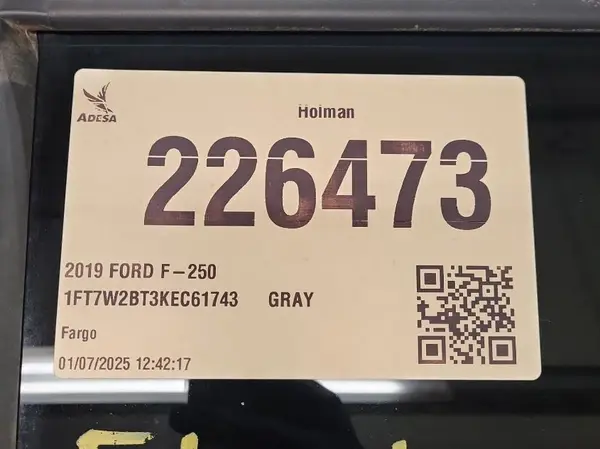 ADESA
Holman
226473
2019 FORD F-250
1FT7W2BT3KEC61743 GRAY
Fargo
01/07/2025 12:42:17